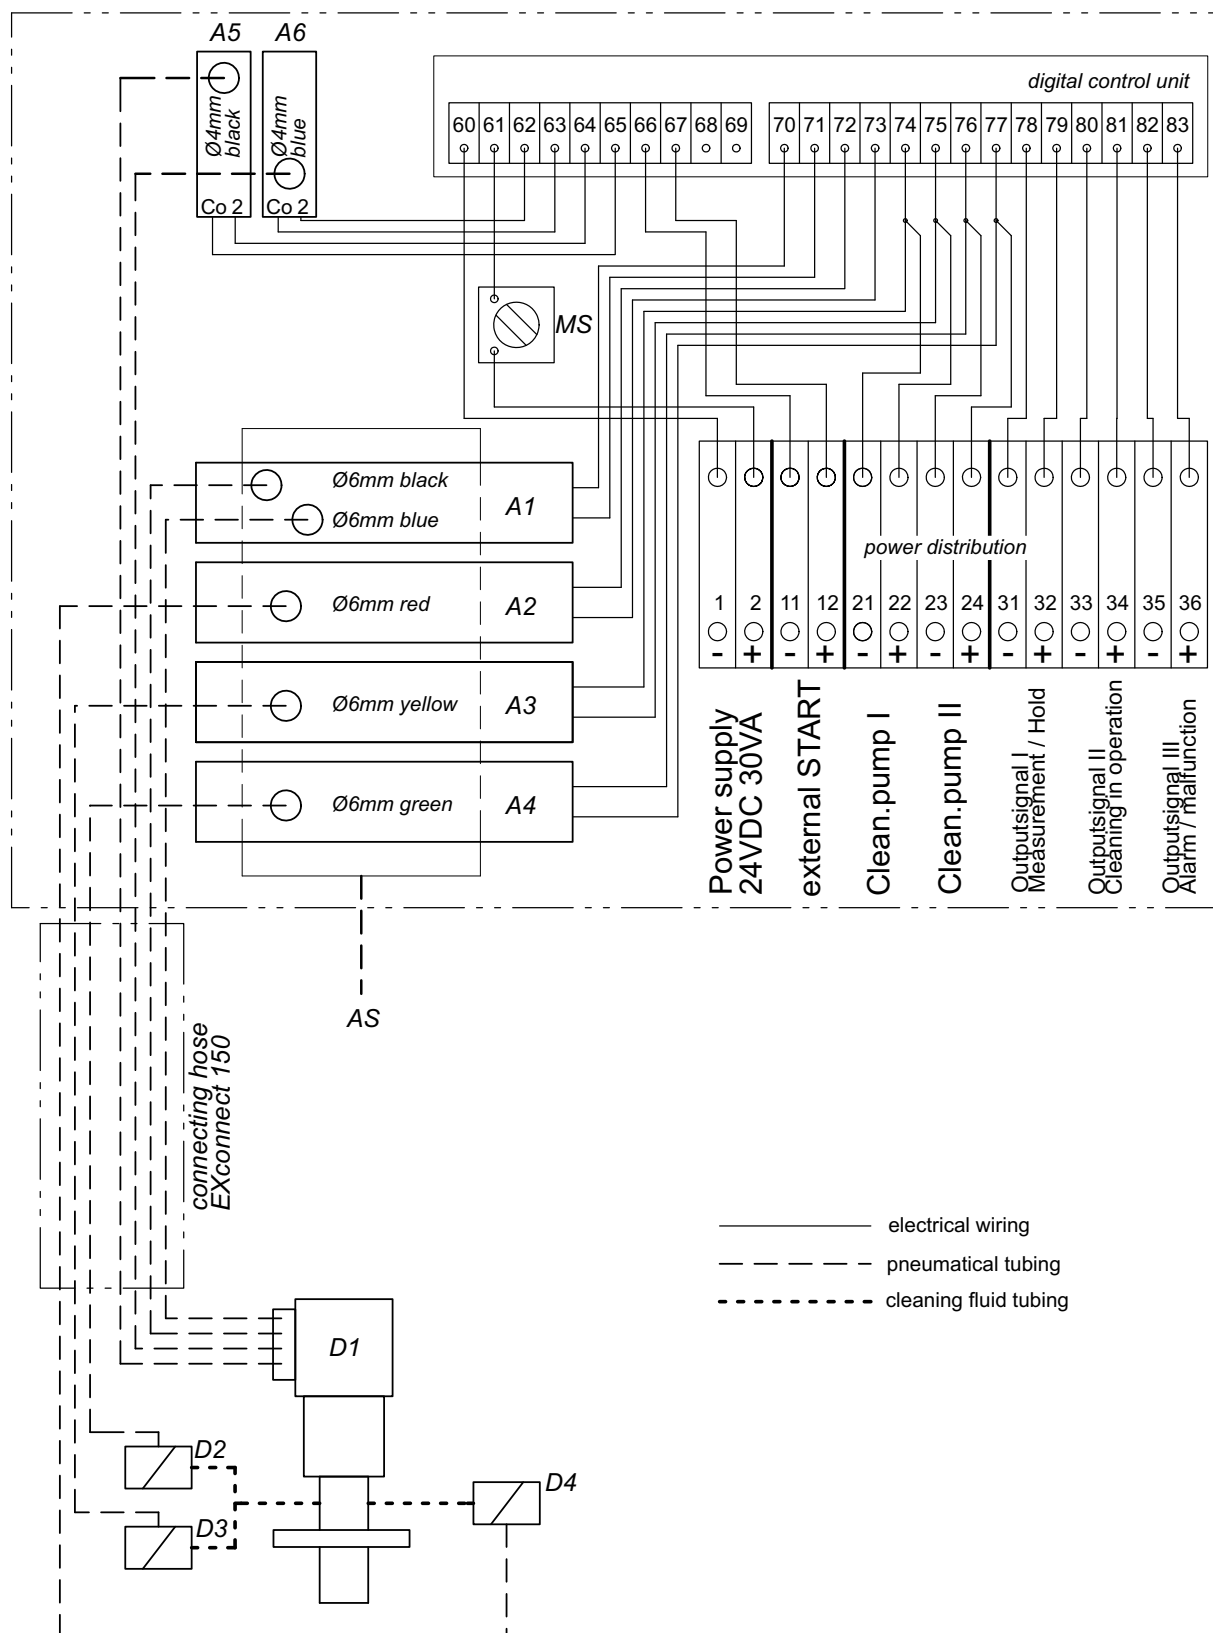 A5 A6
digital control unit
Ø4mm
black
Ø4mm
blue
60 61 62 63 64 65 66 67 68 69 70 71 72 73 74 75 76 77 78 79 80 81 82 83
Co 2 Co 2
MS
Ø6mm black
Ø6mm blue
A1
Ø6mm red A2
Ø6mm yellow A3
Ø6mm green A4
power distribution
1 2 11 12 21 22 23 24 31 32 33 34 35 36
- + - + - + - + - + - + - +
Power supply
24VDC 30VA
external START
Clean.pump I
Clean.pump II
Outputsignal I
Measurement / Hold
Outputsignal II
Cleaning in operation
Outputsignal III
Alarm / malfunction
AS
connecting hose
EXconnect 150
electrical wiring
pneumatical tubing
cleaning fluid tubing
D1
D2
D4
D3